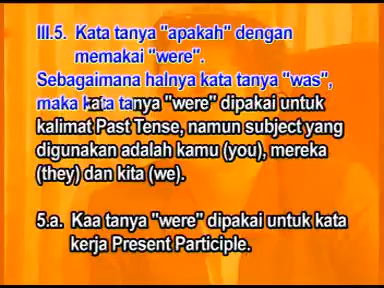 III.5. Kata tanya "apakah" dengan
memakai "were".
Sebagaimana halnya kata tanya "was",
maka kata tanya "were" dipakai untuk
kalimat Past Tense, namun subject yang
digunakan adalah kamu (you), mereka
(they) dan kita (we).
5.a. Kaa tanya "were" dipakai untuk kata
kerja Present Participle.